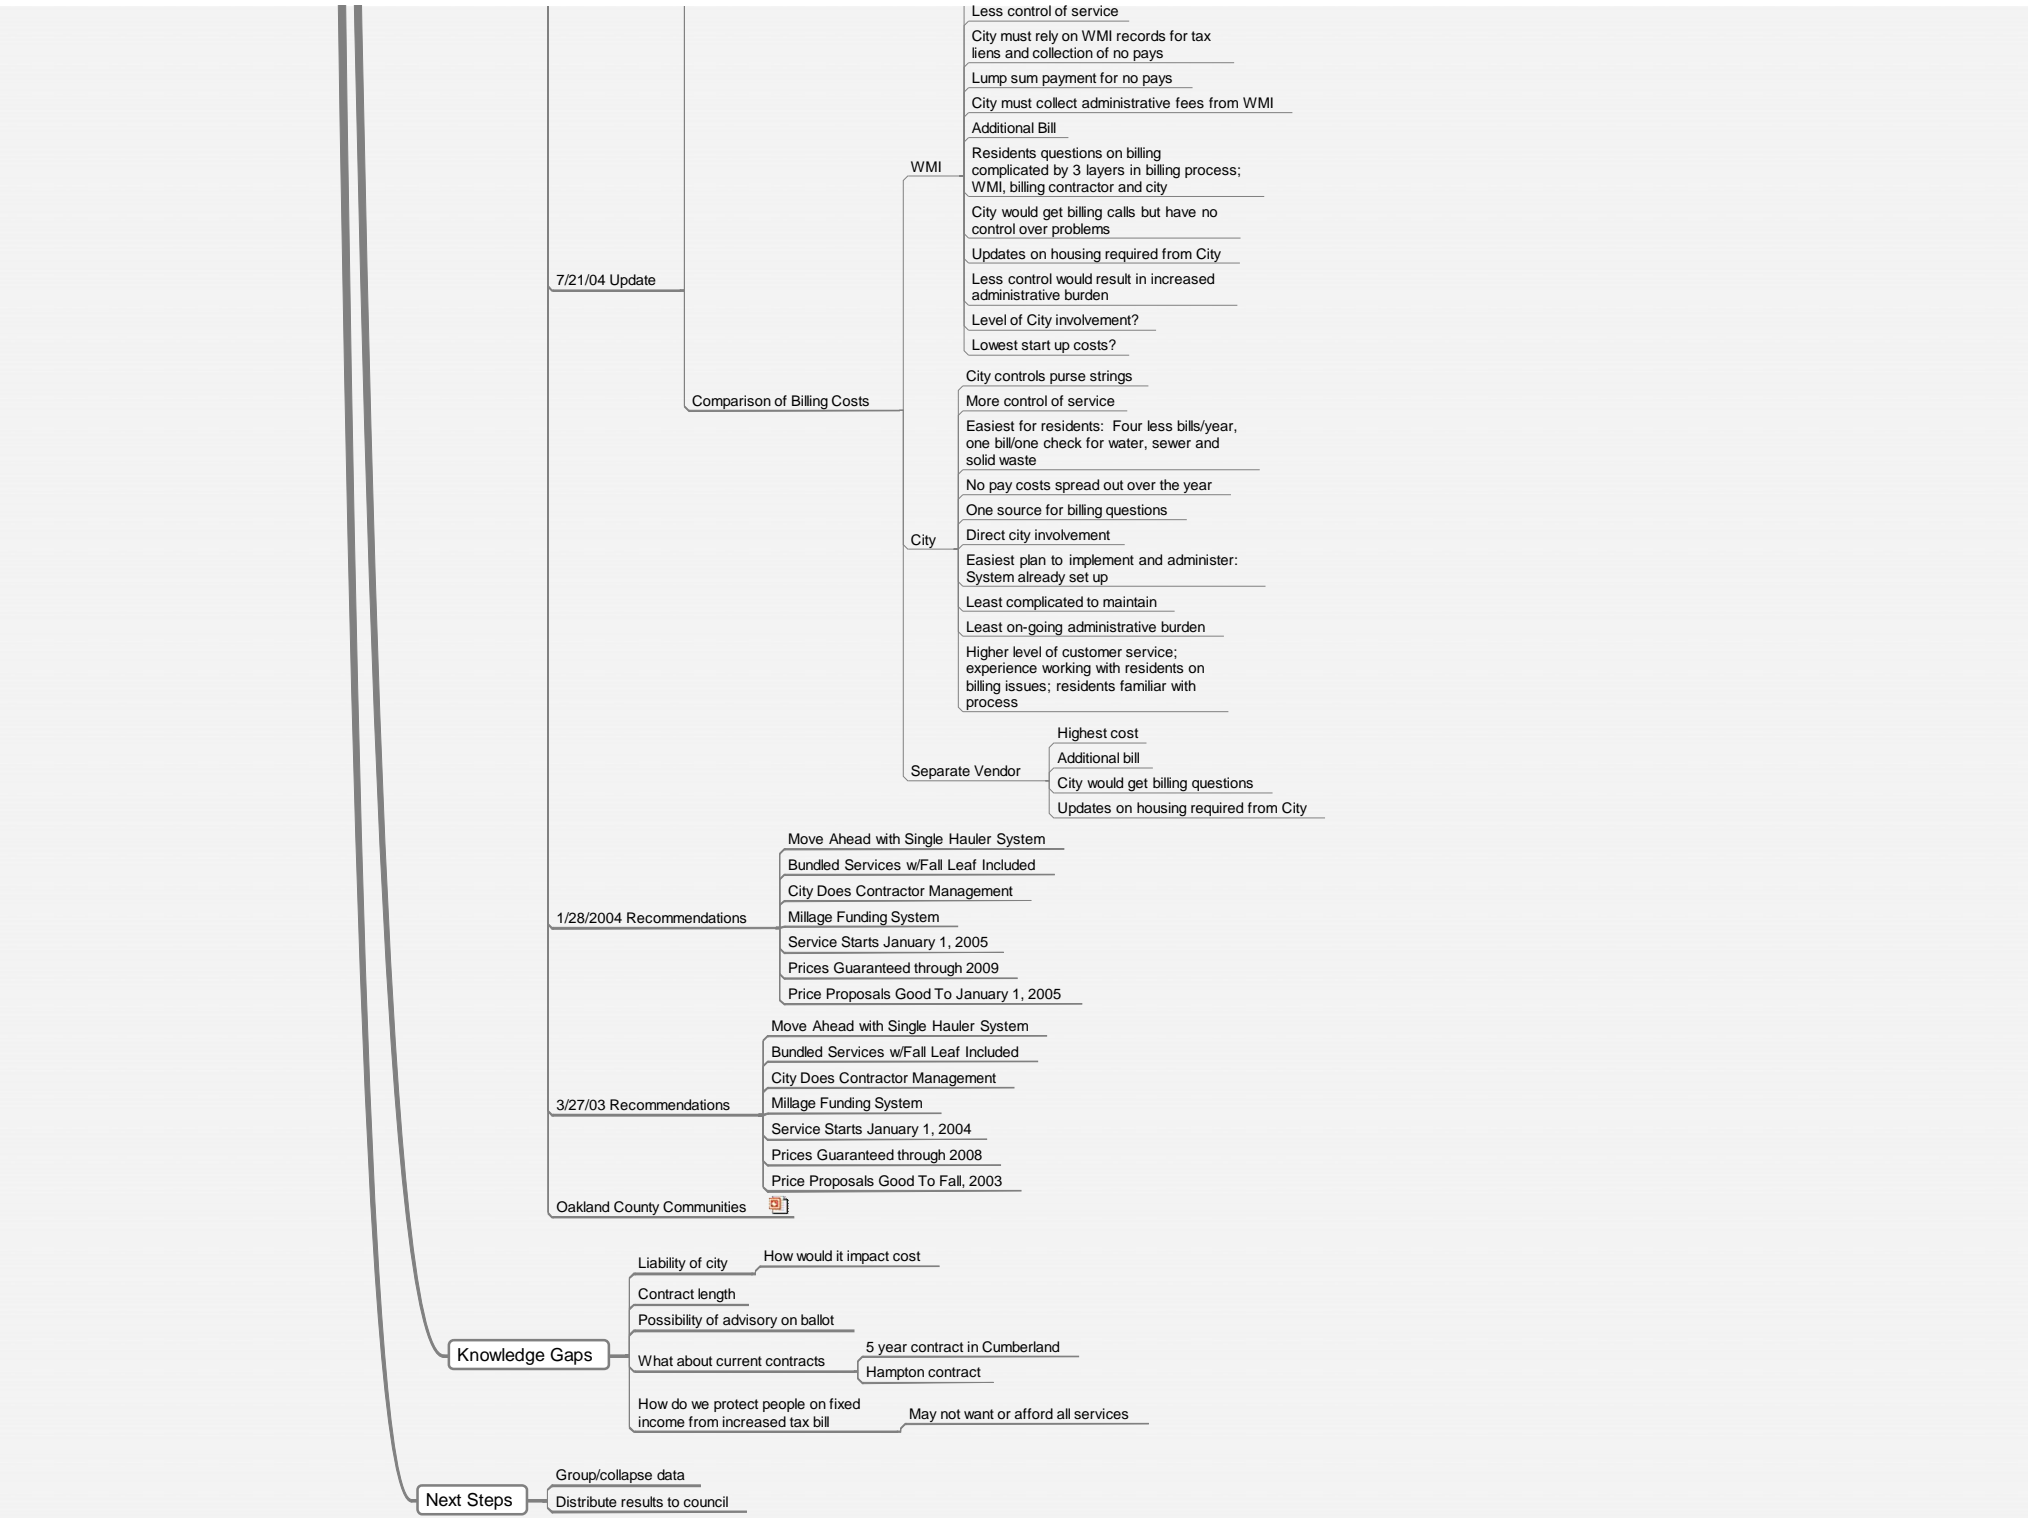 Less control of service
City must rely on WMI records for tax
liens and collection of no pays
Lump sum payment for no pays
City must collect administrative fees from WMI
Additional Bill
Residents questions on billing
complicated by 3 layers in billing process;
WMI, billing contractor and city
WMI
City would get billing calls but have no
control over problems
Updates on housing required from City
Less control would result in increased
administrative burden
Level of City involvement?
Lowest start up costs?
7/21/04 Update
Comparison of Billing Costs
City controls purse strings
More control of service
Easiest for residents:  Four less bills/year,
one bill/one check for water, sewer and
solid waste
No pay costs spread out over the year
One source for billing questions
City
Direct city involvement
Easiest plan to implement and administer:
System already set up
Least complicated to maintain
Least on-going administrative burden
Higher level of customer service;
experience working with residents on
billing issues; residents familiar with
process
Separate Vendor
Highest cost
Additional bill
City would get billing questions
Updates on housing required from City
1/28/2004 Recommendations
Move Ahead with Single Hauler System
Bundled Services w/Fall Leaf Included
City Does Contractor Management
Millage Funding System
Service Starts January 1, 2005
Prices Guaranteed through 2009
Price Proposals Good To January 1, 2005
3/27/03 Recommendations
Move Ahead with Single Hauler System
Bundled Services w/Fall Leaf Included
City Does Contractor Management
Millage Funding System
Service Starts January 1, 2004
Prices Guaranteed through 2008
Price Proposals Good To Fall, 2003
Oakland County Communities
Knowledge Gaps
Liability of city
How would it impact cost
Contract length
Possibility of advisory on ballot
What about current contracts
5 year contract in Cumberland
Hampton contract
How do we protect people on fixed
income from increased tax bill
May not want or afford all services
Next Steps
Group/collapse data
Distribute results to council